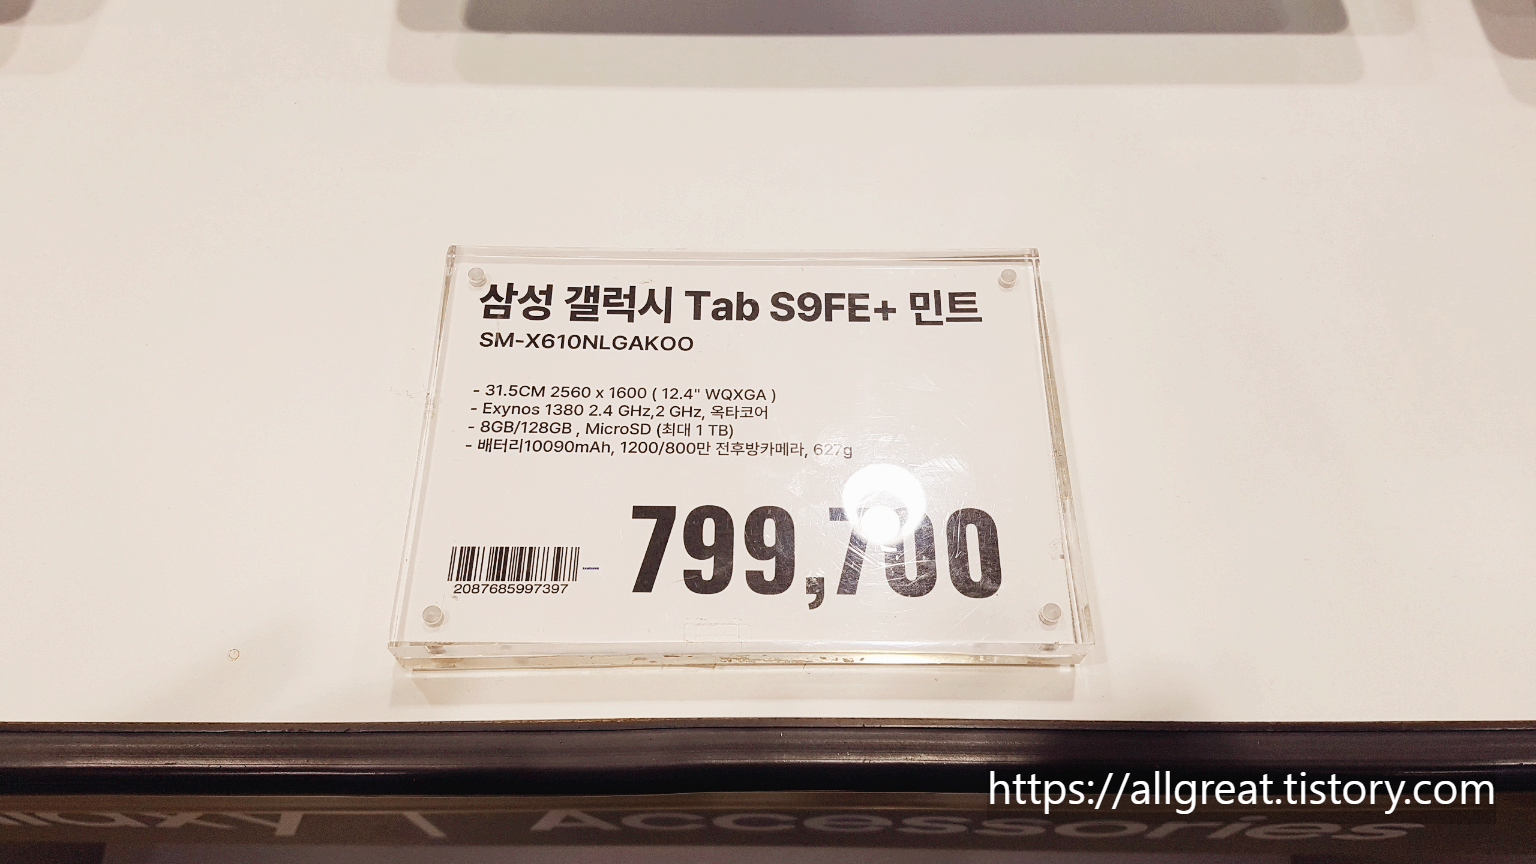 삼성 갤럭시 Tab S9FE+ 민트
SM-X610NLGAKOO
- 31.5CM 2560 x 1600 ( 12.4" WQXGA )
- Exynos 1380 2.4 GHz,2 GHz, 옥타코어
- 8GB/128GB , MicroSD (최대 1 TB)
- 배터리10090mAh, 1200/800만 전후방카메라, 627g
799,700
2087685997397
https://allgreat.tistory.com
Accessories